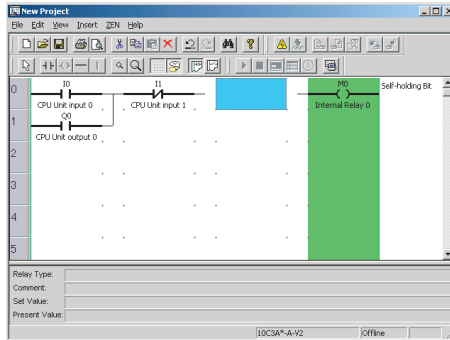 New Project
File Edit View Insert ZEN Help
0
I0
I1
M0
Self-holding Bit
CPU Unit input 0
CPU Unit input 1
Internal Relay 0
1
Q0
CPU Unit output 0
2
3
4
5
Relay Type:
Comment:
Set Value:
Present Value:
10C3A*-A-V2
Offline